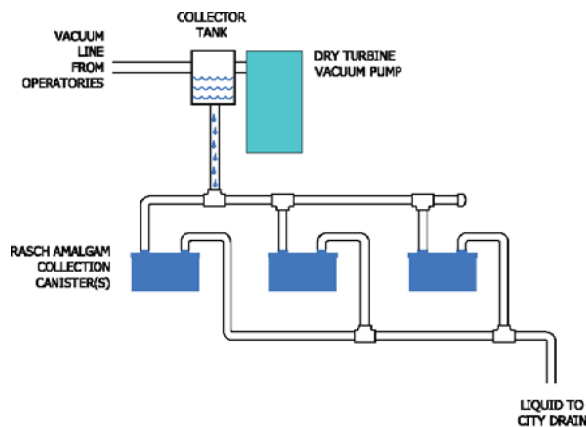 COLLECTOR
TANK
VACUUM
LINE
FROM
OPERATORIES
DRY TURBINE
VACUUM PUMP
RASCH AMALGAM
COLLECTION
CANISTER(S)
LIQUID TO
CITY DRAIN